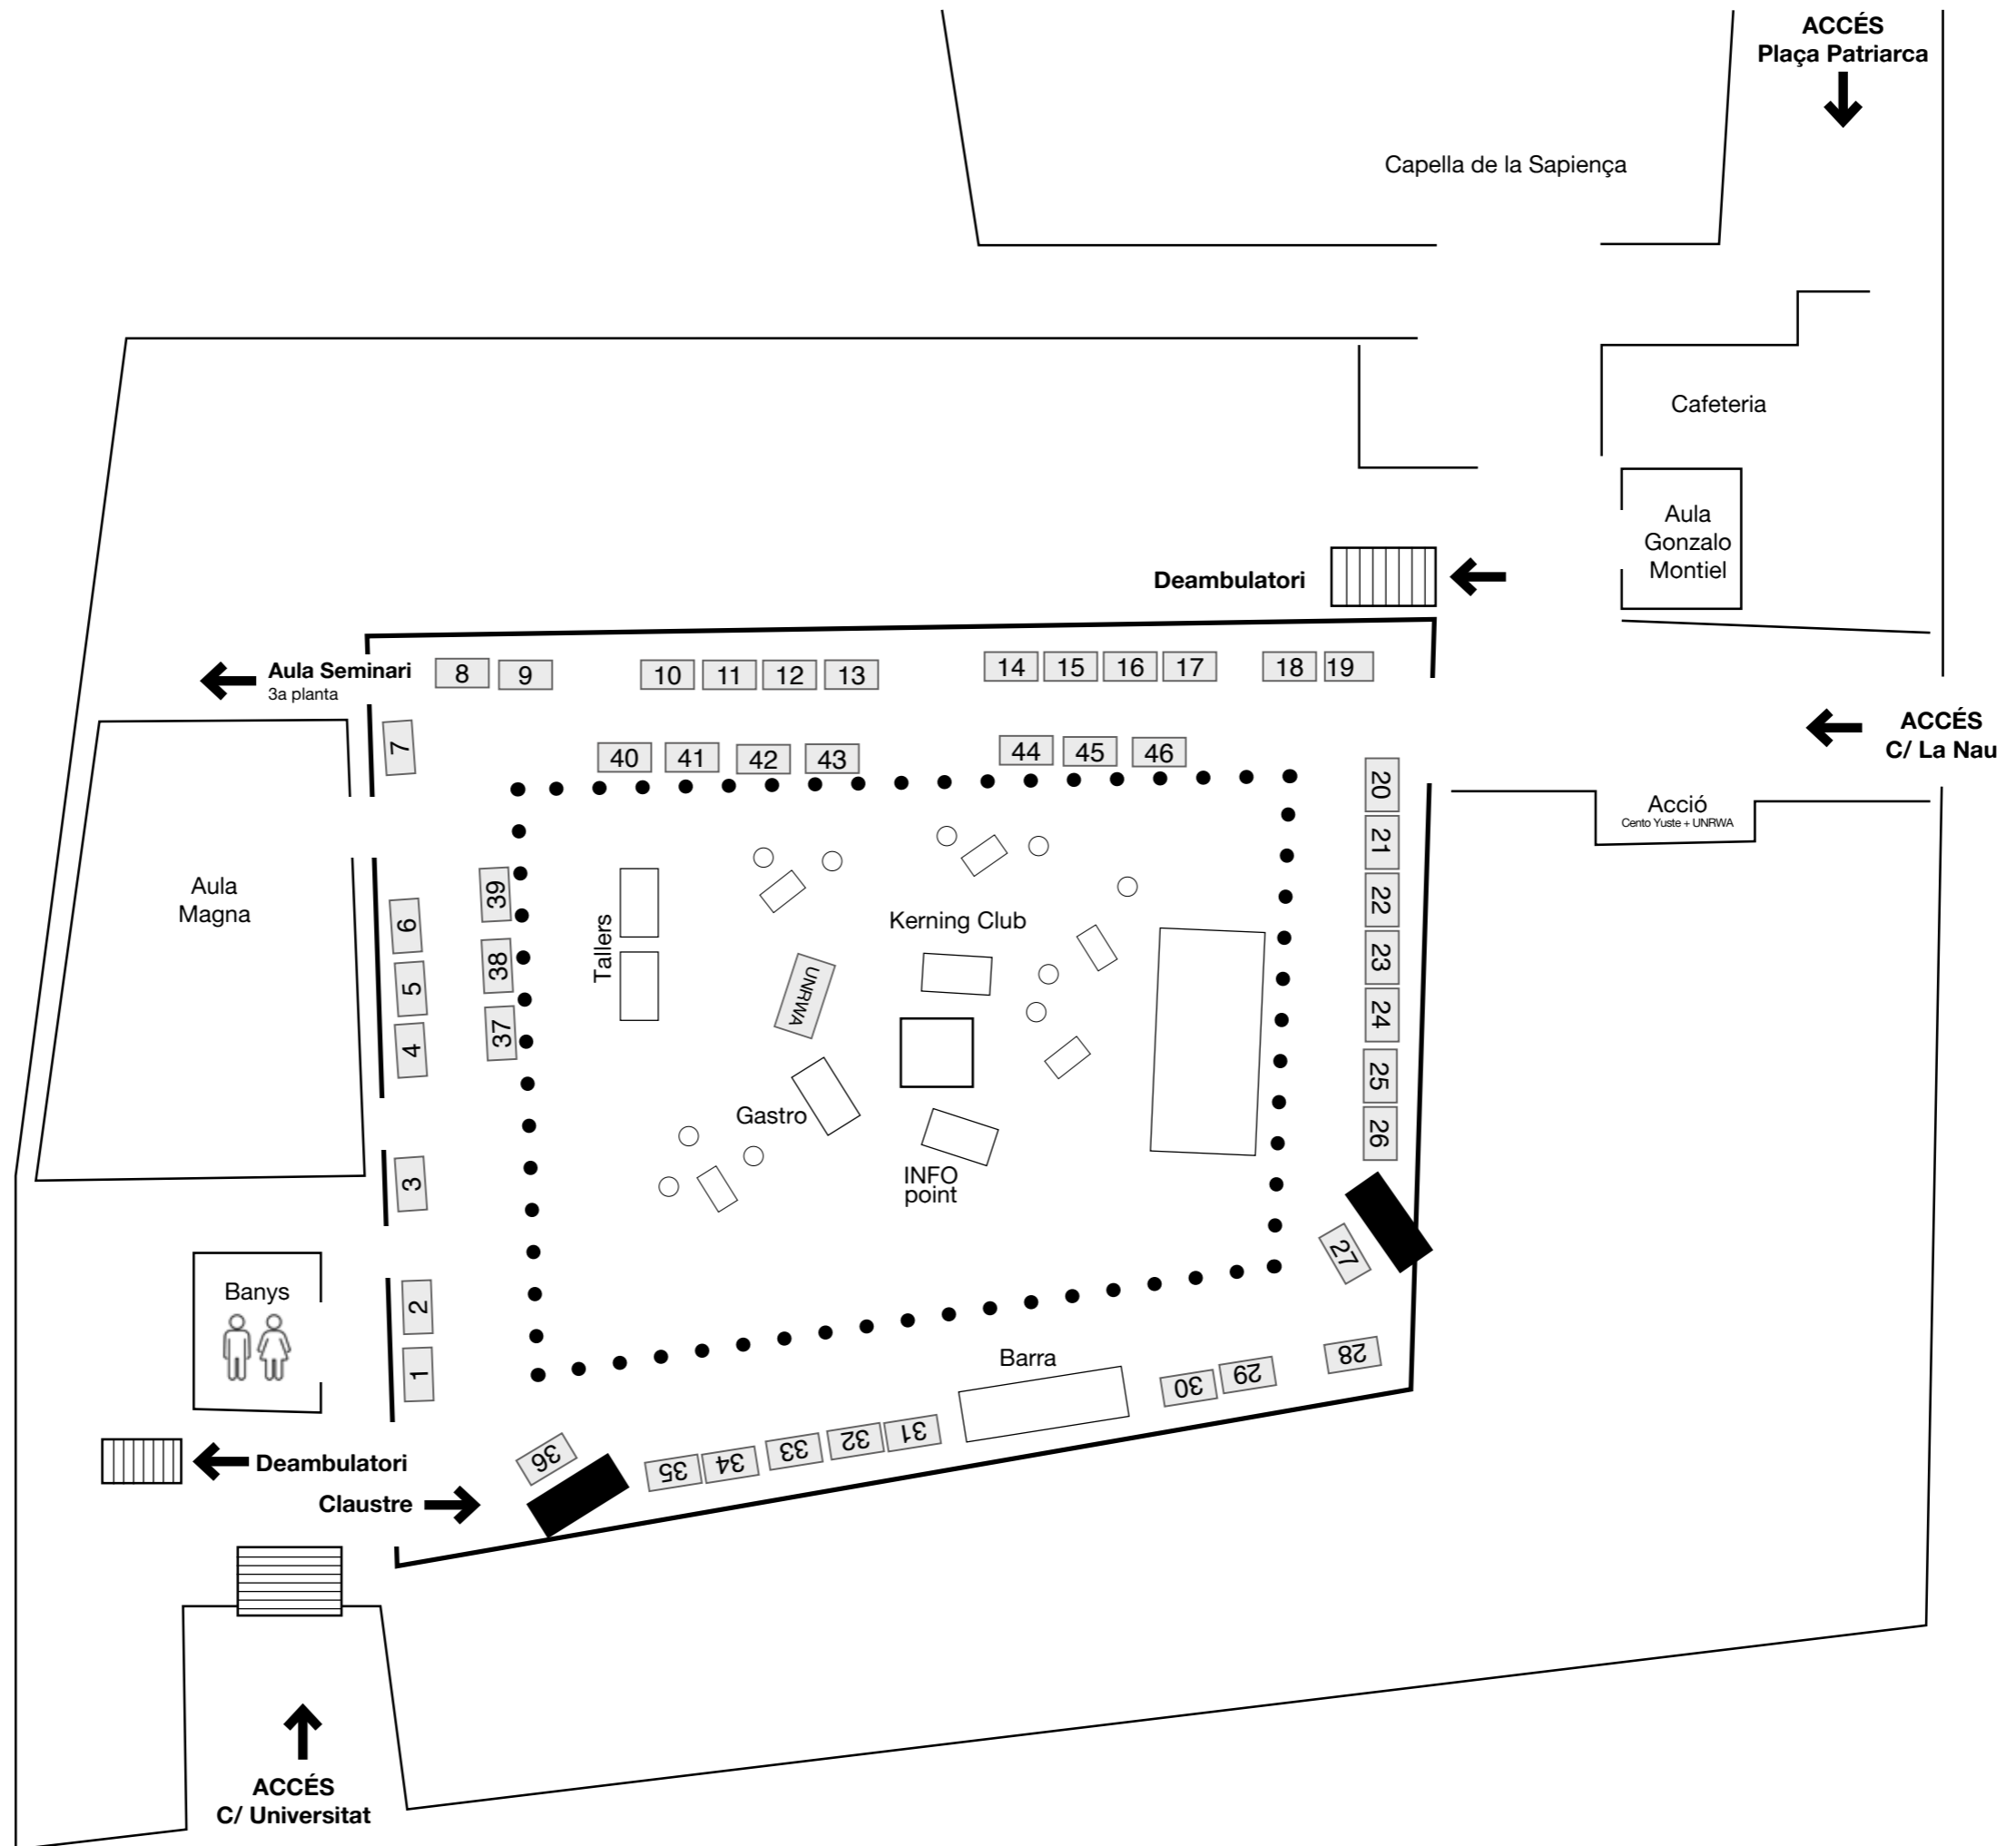 ACCÉS
Plaça Patriarca
Capella de la Sapiença
Cafeteria
Aula
Gonzalo
Montiel
Deambulatori
Aula Seminari
3a planta
8
9
10
11
12
13
14
15
16
17
18
19
ACCÉS
C/ La Nau
7
40
41
42
43
44
45
46
20
21
22
23
24
25
26
Acció
Cento Yuste + UNRWA
Aula
Magna
6
5
4
39
38
37
Tallers
Kerning Club
UNRWA
Gastro
INFO
point
3
27
Banys
2
1
28
Barra
29
30
31
32
33
34
35
36
Deambulatori
Claustre
ACCÉS
C/ Universitat